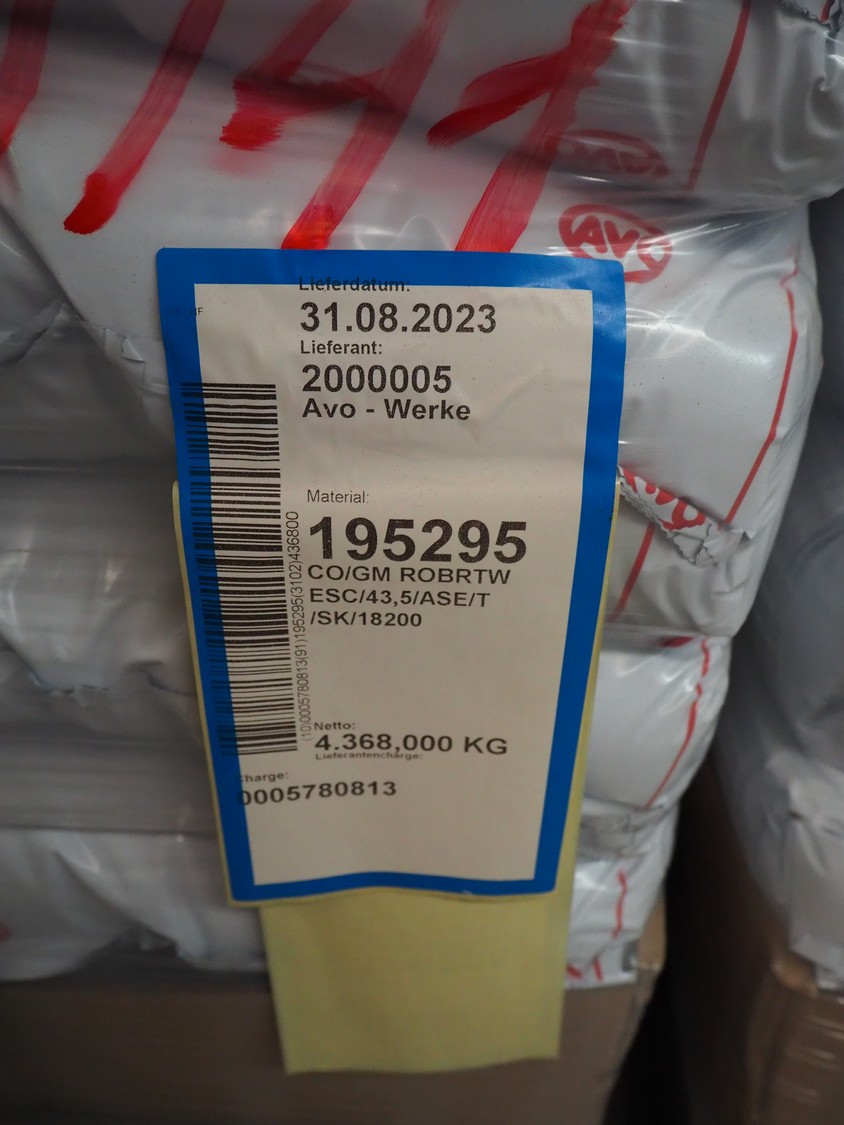 AVO
Lieferdatum:
31.08.2023
Lieferant:
2000005
Avo - Werke
Material:
195295
CO/GM ROBRTW
ESC/43,5/ASE/T
/SK/18200
(10)0005780813(91)195295(3102)436800
Netto:
4.368,000 KG
Lieferantencharge:
Charge:
0005780813